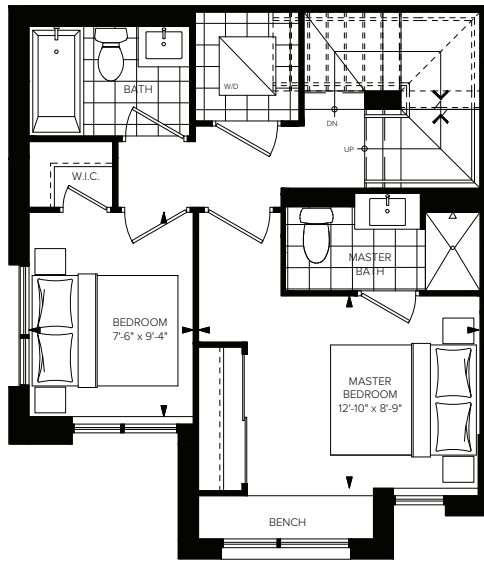 BATH
W/D
DN
UP
W.I.C.
MASTER
BATH
BEDROOM
7'-6" x 9'-4"
MASTER
BEDROOM
12'-10" x 8'-9"
BENCH